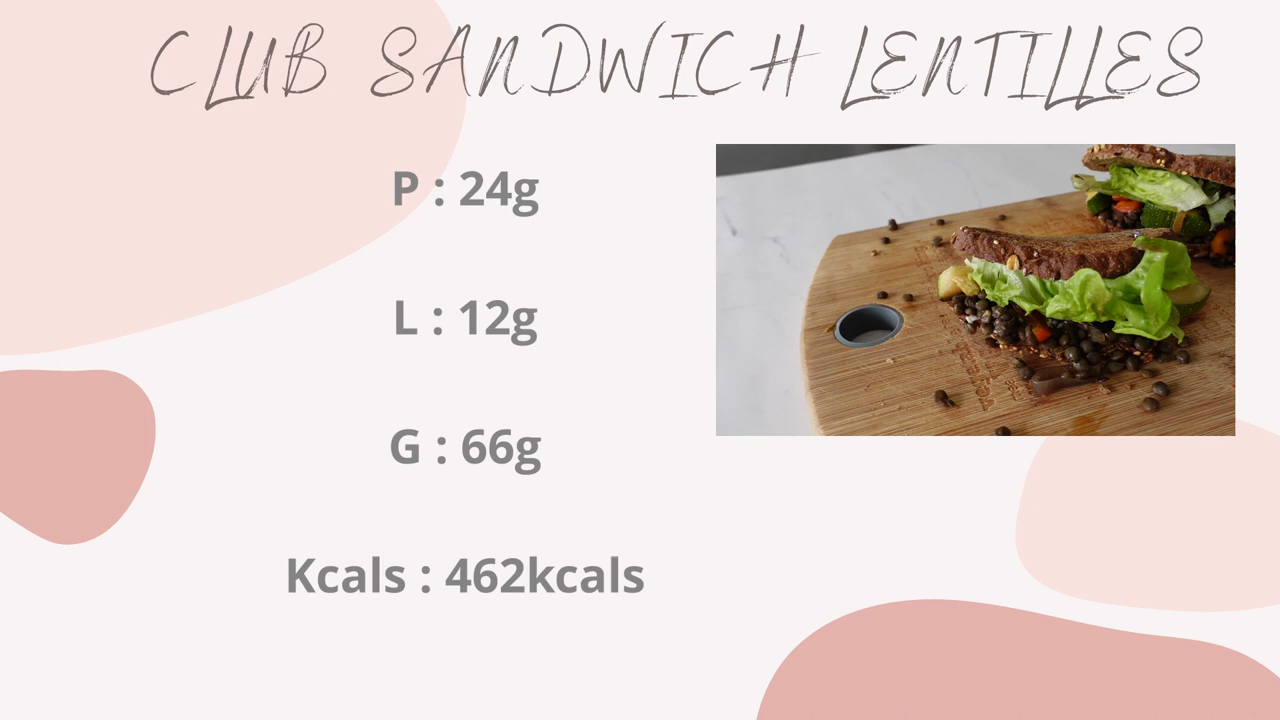 CLUB SANDWICH LENTILLES
P : 24g
L : 12g
G : 66g
Kcals : 462kcals